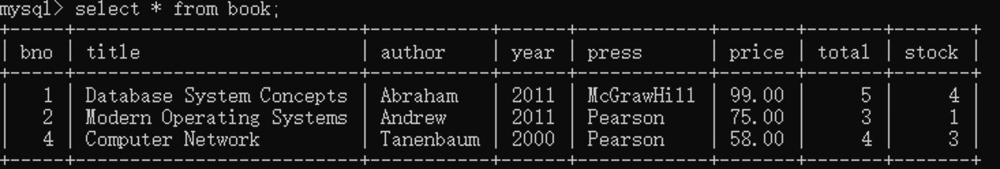 mysql> select * from book;
+-----+--------------------------+-----------+------+------------+-------+-------+-------+
| bno | title                    | author    | year | press      | price | total | stock |
+-----+--------------------------+-----------+------+------------+-------+-------+-------+
|   1 | Database System Concepts | Abraham   | 2011 | McGrawHill | 99.00 |     5 |     4 |
|   2 | Modern Operating Systems | Andrew    | 2011 | Pearson    | 75.00 |     3 |     1 |
|   4 | Computer Network         | Tanenbaum | 2000 | Pearson    | 58.00 |     4 |     3 |
+-----+--------------------------+-----------+------+------------+-------+-------+-------+